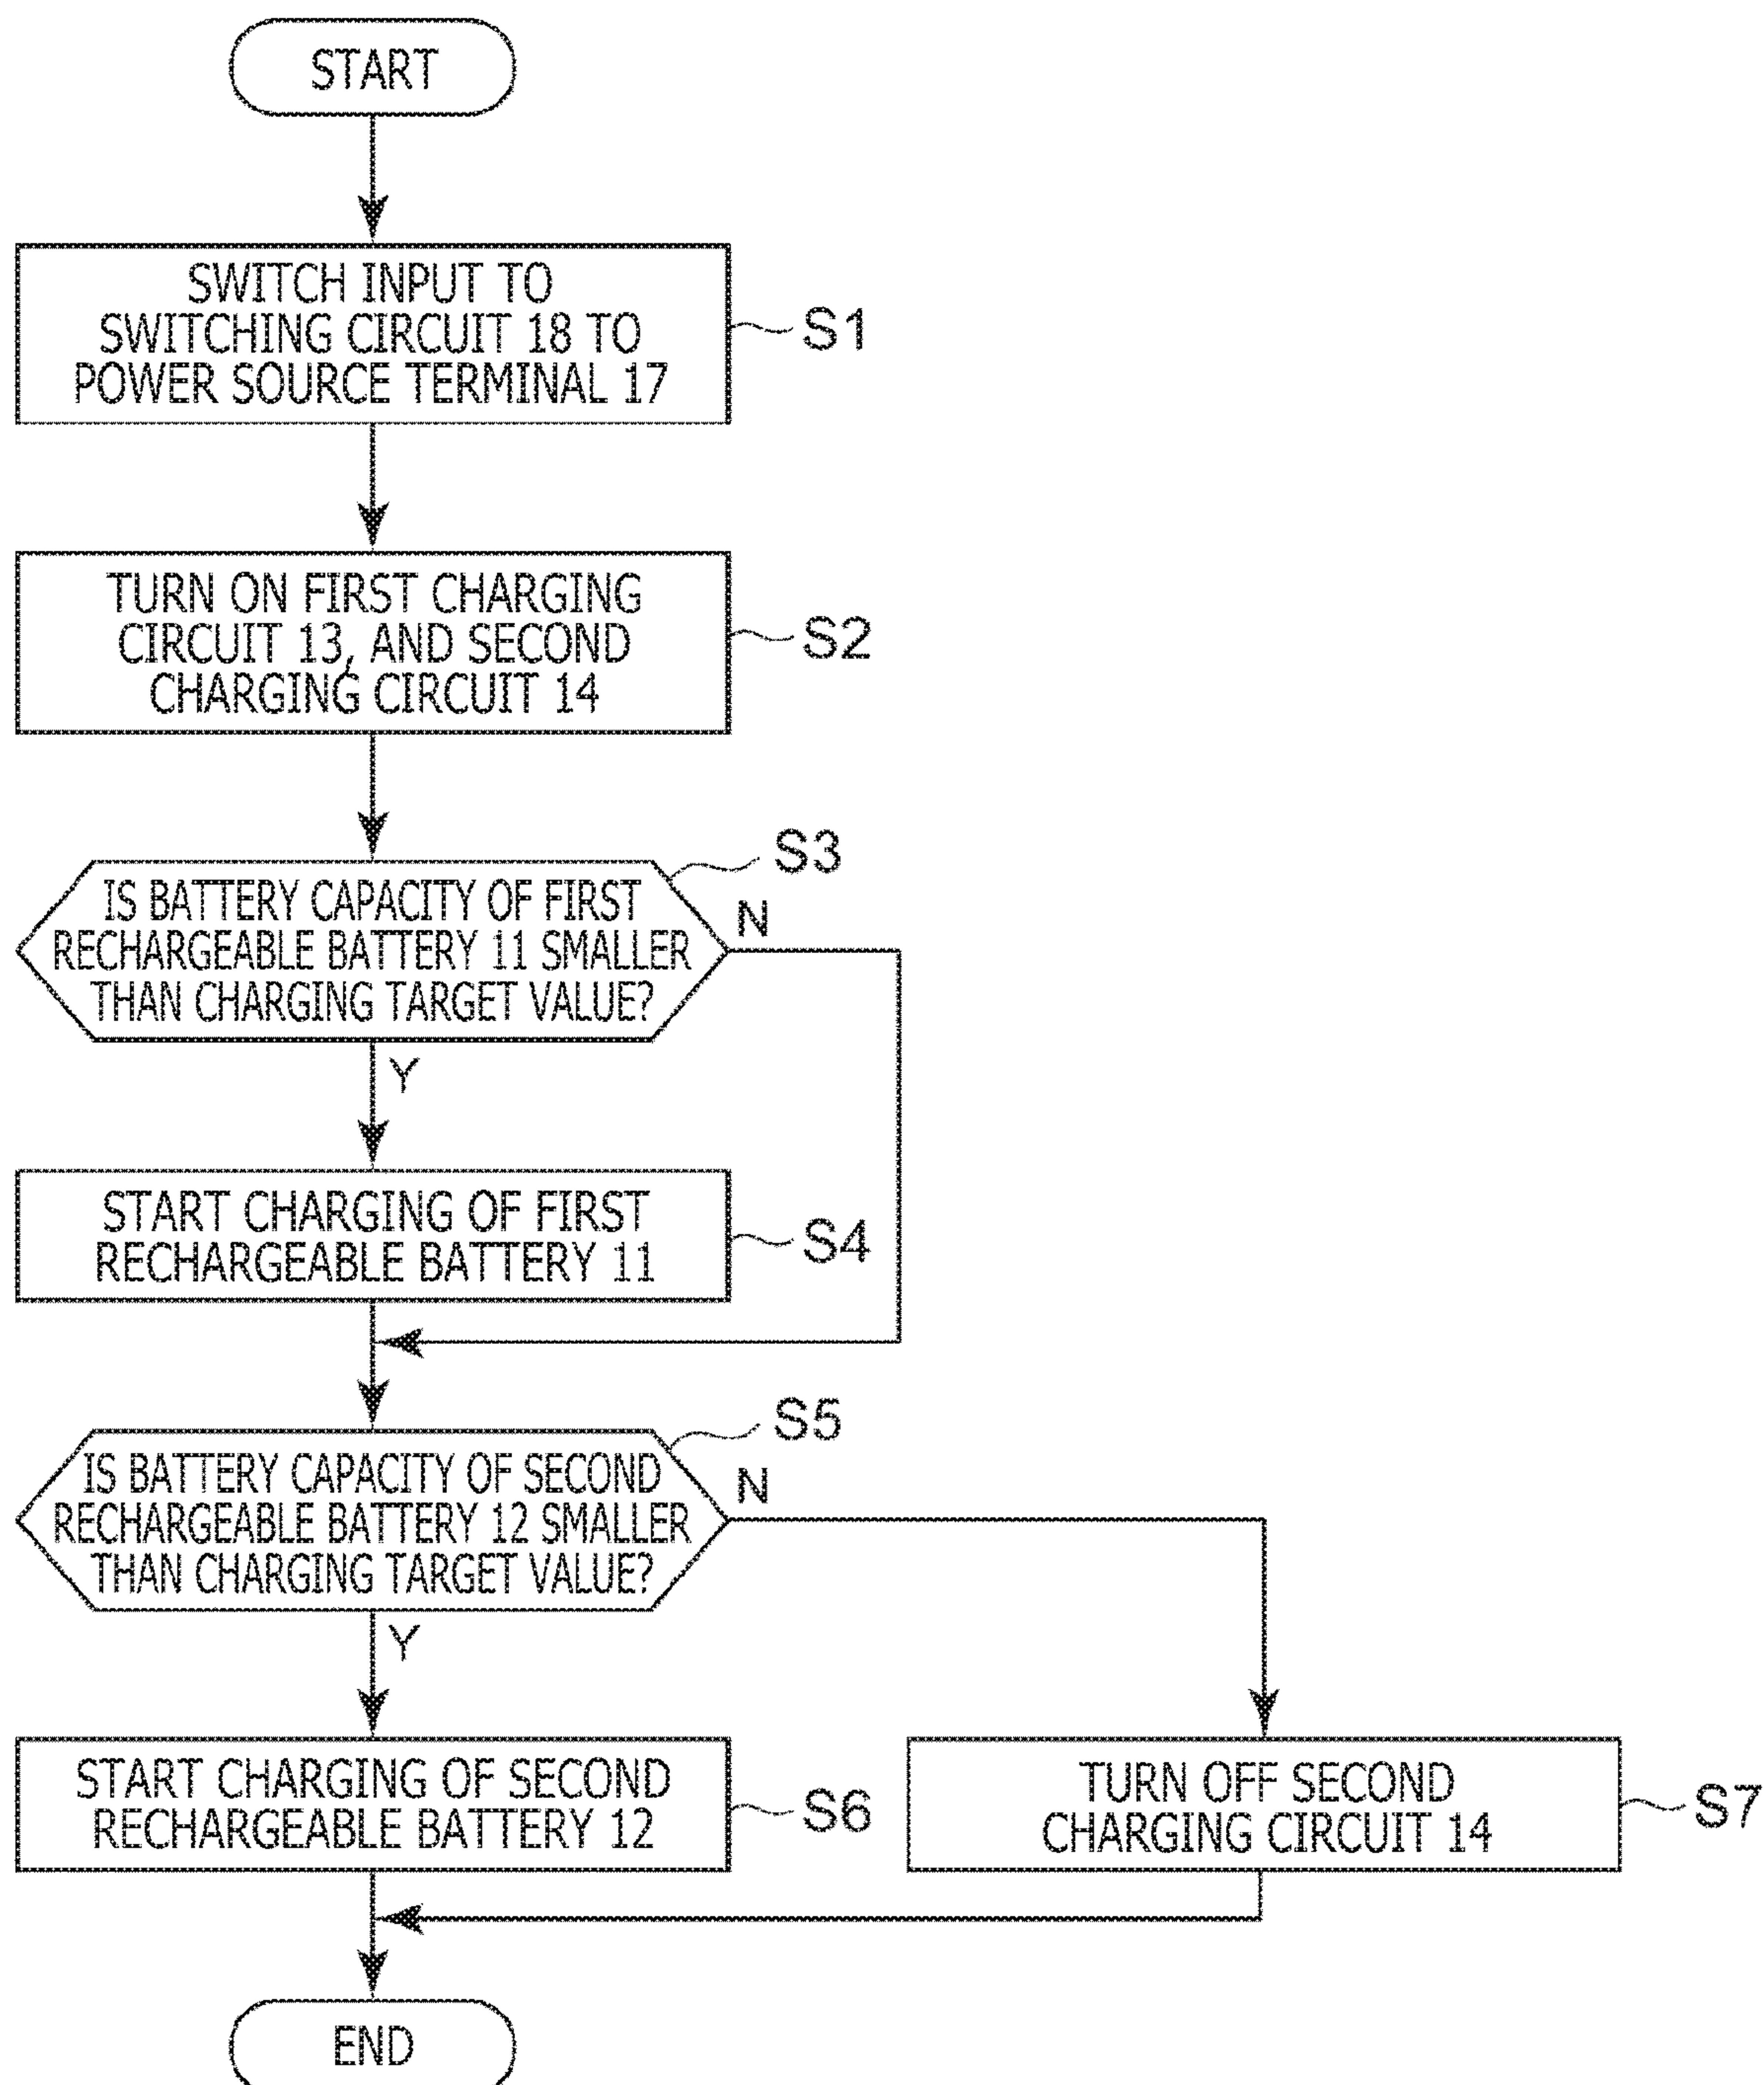 START
SWITCH INPUT TO
SWITCHING CIRCUIT 18 TO
POWER SOURCE TERMINAL 17
S1
TURN ON FIRST CHARGING
CIRCUIT 13, AND SECOND
CHARGING CIRCUIT 14
S2
S3
IS BATTERY CAPACITY OF FIRST
RECHARGEABLE BATTERY 11 SMALLER
THAN CHARGING TARGET VALUE?
N
Y
START CHARGING OF FIRST
RECHARGEABLE BATTERY 11
S4
S5
IS BATTERY CAPACITY OF SECOND
RECHARGEABLE BATTERY 12 SMALLER
THAN CHARGING TARGET VALUE?
N
Y
START CHARGING OF SECOND
RECHARGEABLE BATTERY 12
S6
TURN OFF SECOND
CHARGING CIRCUIT 14
S7
END